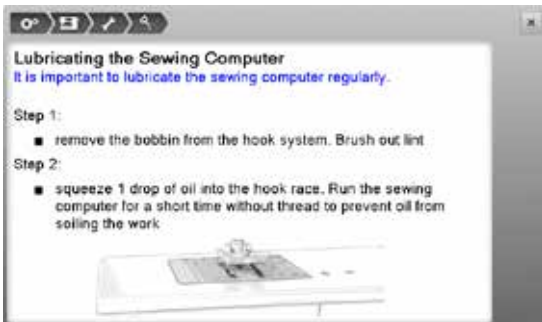 Lubricating the Sewing Computer
It is important to lubricate the sewing computer regularly.
Step 1:
■ remove the bobbin from the hook system. Brush out lint
Step 2:
■ squeeze 1 drop of oil into the hook race. Run the sewing
computer for a short time without thread to prevent oil from
soiling the work